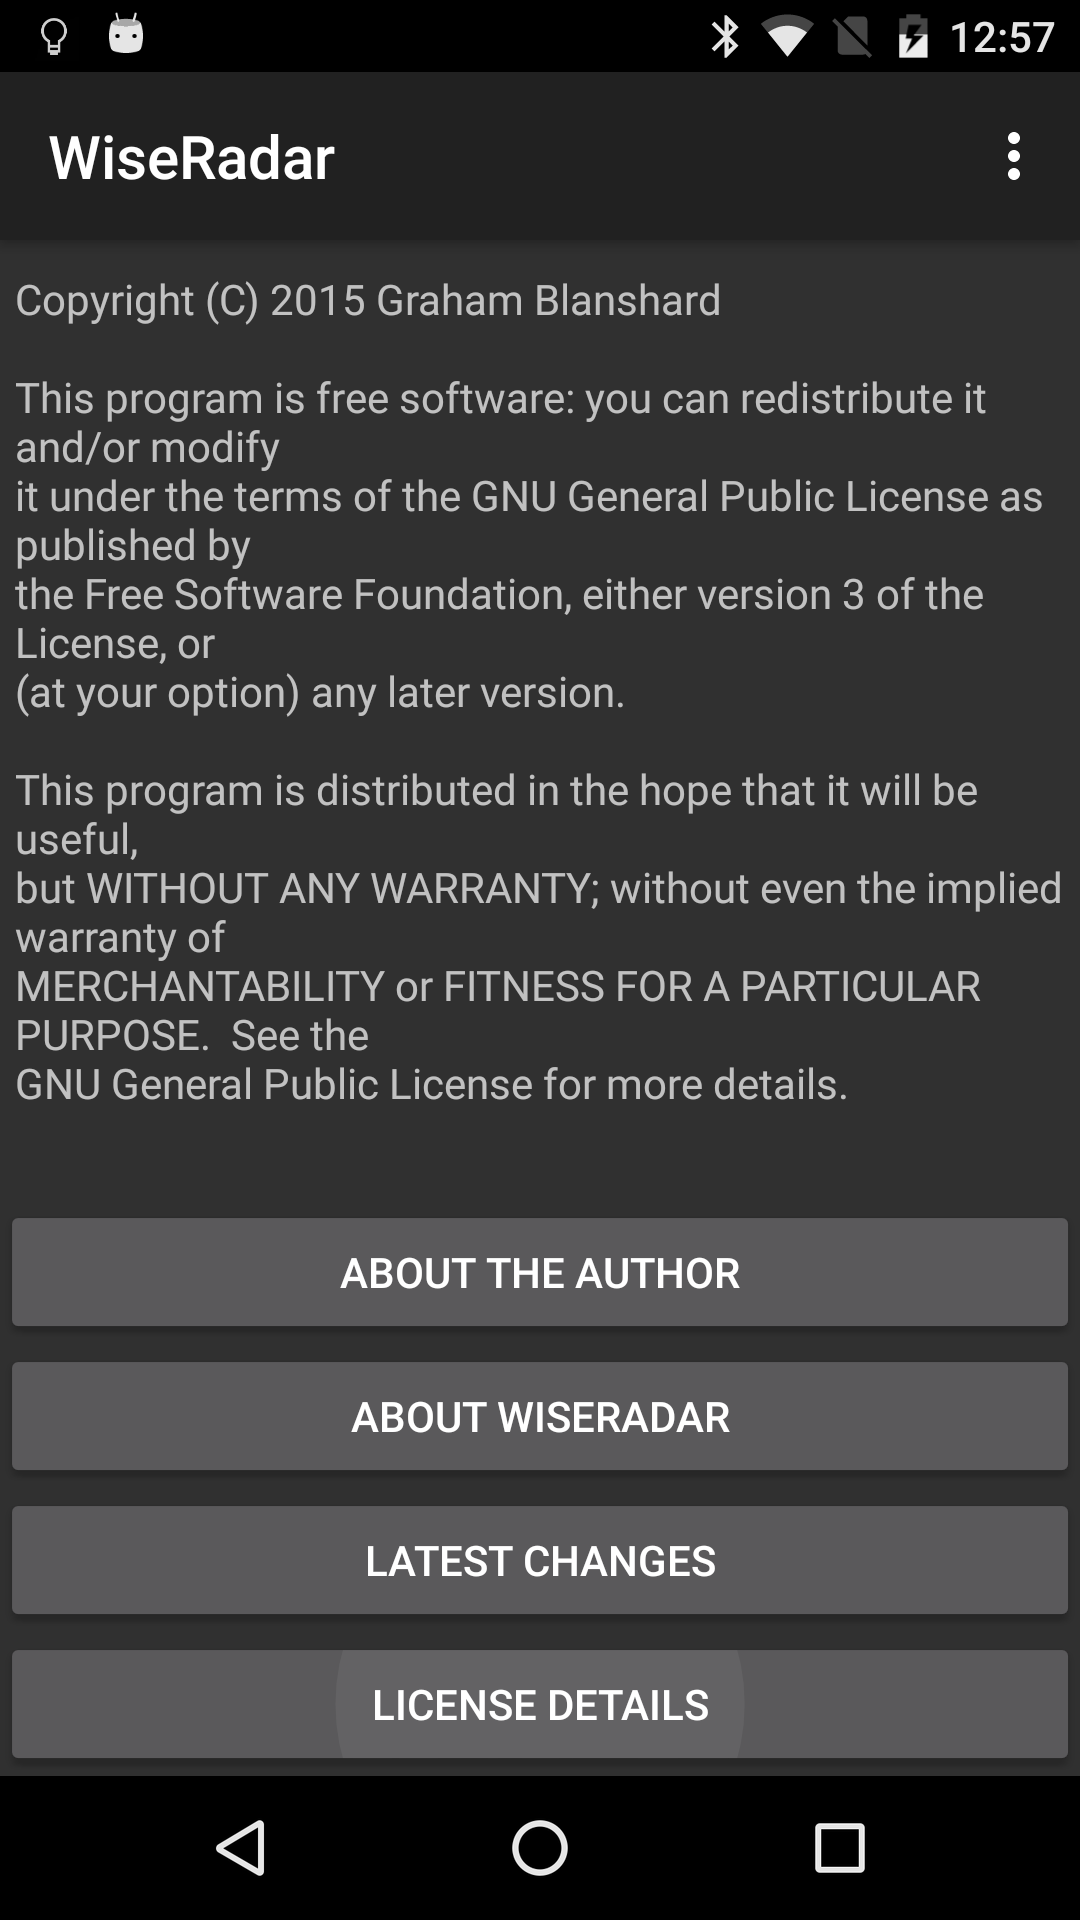 12:57
WiseRadar
Copyright (C) 2015 Graham Blanshard
This program is free software: you can redistribute it
and/or modify
it under the terms of the GNU General Public License as
published by
the Free Software Foundation, either version 3 of the
License, or
(at your option) any later version.
This program is distributed in the hope that it will be
useful,
but WITHOUT ANY WARRANTY; without even the implied
warranty of
MERCHANTABILITY or FITNESS FOR A PARTICULAR
PURPOSE.  See the
GNU General Public License for more details.
ABOUT THE AUTHOR
ABOUT WISERADAR
LATEST CHANGES
LICENSE DETAILS